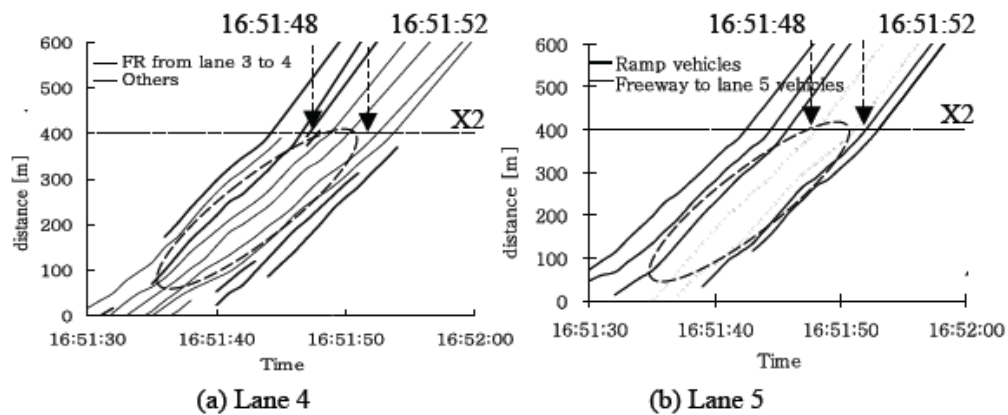 16:51:48 16:51:52
600
FR from lane 3 to 4
Others
500
400
X2
300
200
100
0
distance [m]
16:51:30 16:51:40 16:51:50 16:52:00
Time
(a) Lane 4
16:51:48 16:51:52
600
Ramp vehicles
Freeway to lane 5 vehicles
500
400
X2
300
200
100
0
distance [m]
16:51:30 16:51:40 16:51:50 16:52:00
Time
(b) Lane 5